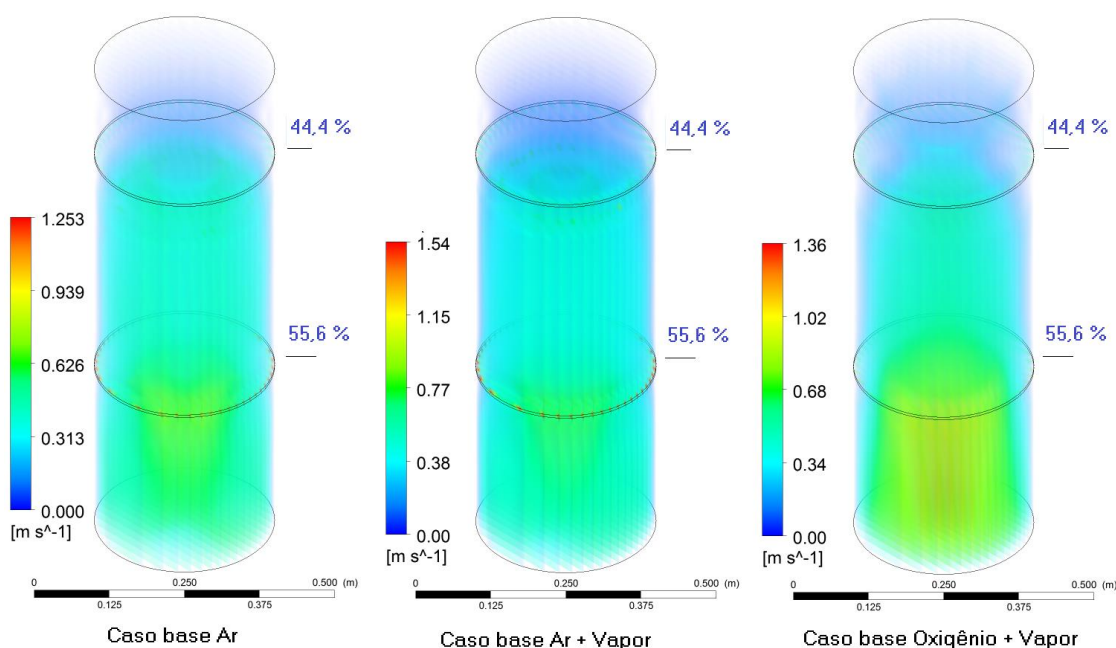 44,4 %
55,6 %
1.253
0.939
0.626
0.313
0.000
[m s^-1]
0 0.250 0.500 (m)
0.125 0.375
Caso base Ar
44,4 %
55,6 %
1.54
1.15
0.77
0.38
0.00
[m s^-1]
0 0.250 0.500 (m)
0.125 0.375
Caso base Ar + Vapor
44,4 %
55,6 %
1.36
1.02
0.68
0.34
0.00
[m s^-1]
0 0.250 0.500 (m)
0.125 0.375
Caso base Oxiqênio + Vapor